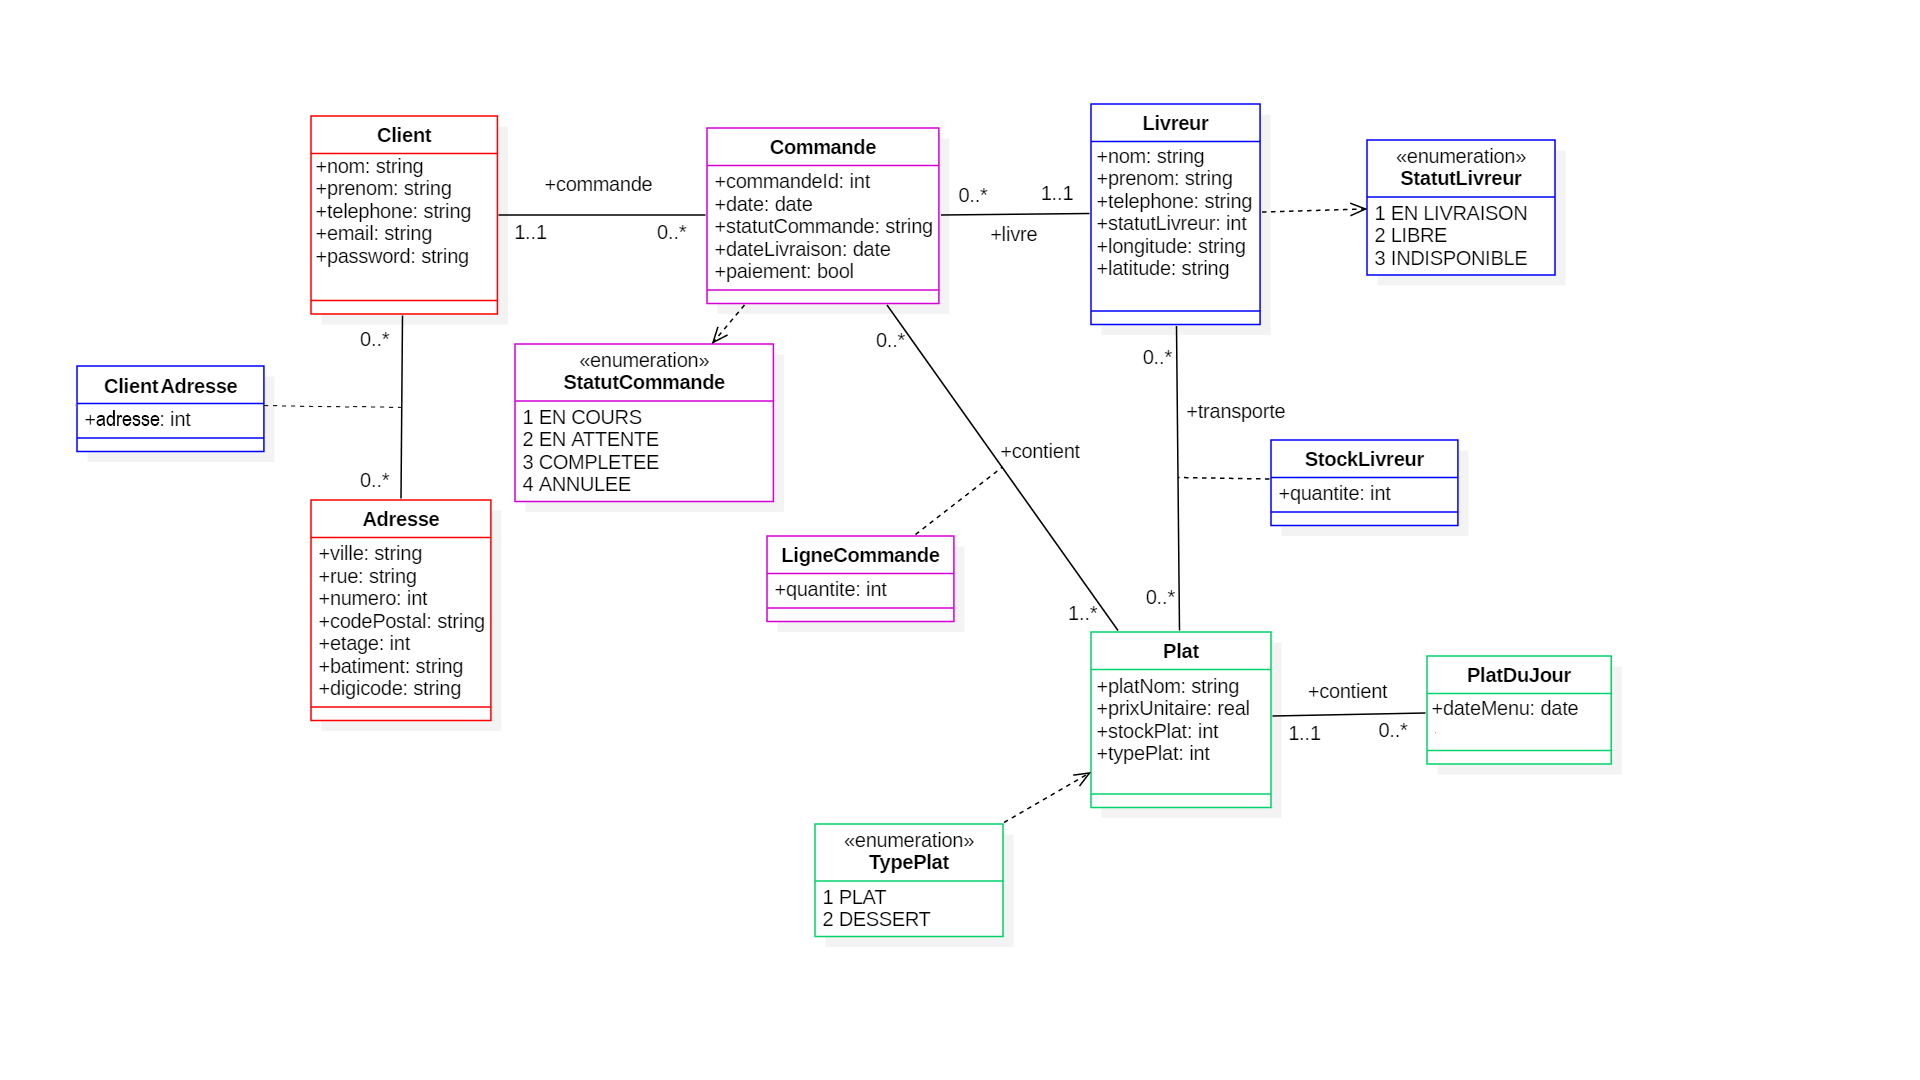 Client
+nom: string
+prenom: string
+telephone: string
+email: string
+password: string
+commande
1..1
0..*
Commande
+commandeId: int
+date: date
+statutCommande: string
+dateLivraison: date
+paiement: bool
0..*
1..1
+livre
Livreur
+nom: string
+prenom: string
+telephone: string
+statutLivreur: int
+longitude: string
+latitude: string
«enumeration»
StatutLivreur
1 EN LIVRAISON
2 LIBRE
3 INDISPONIBLE
0..*
ClientAdresse
+adresse: int
0..*
«enumeration»
StatutCommande
1 EN COURS
2 EN ATTENTE
3 COMPLETEE
4 ANNULEE
0..*
+contient
1..*
0..*
+transporte
0..*
StockLivreur
+quantite: int
LigneCommande
+quantite: int
Adresse
+ville: string
+rue: string
+numero: int
+codePostal: string
+etage: int
+batiment: string
+digicode: string
Plat
+platNom: string
+prixUnitaire: real
+stockPlat: int
+typePlat: int
+contient
1..1
0..*
PlatDuJour
+dateMenu: date
«enumeration»
TypePlat
1 PLAT
2 DESSERT